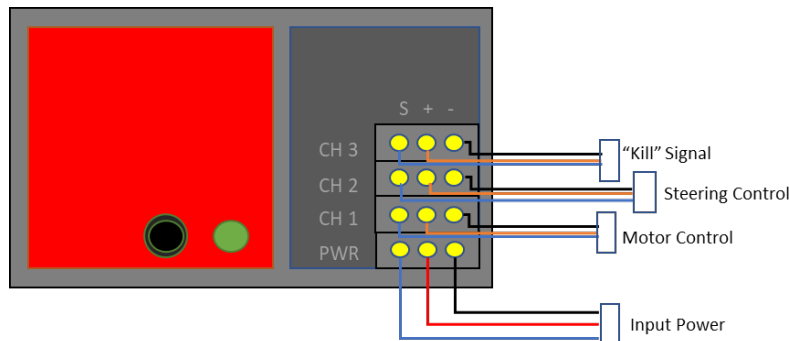 S + -
CH 3
“Kill” Signal
CH 2
Steering Control
CH 1
Motor Control
PWR
Input Power